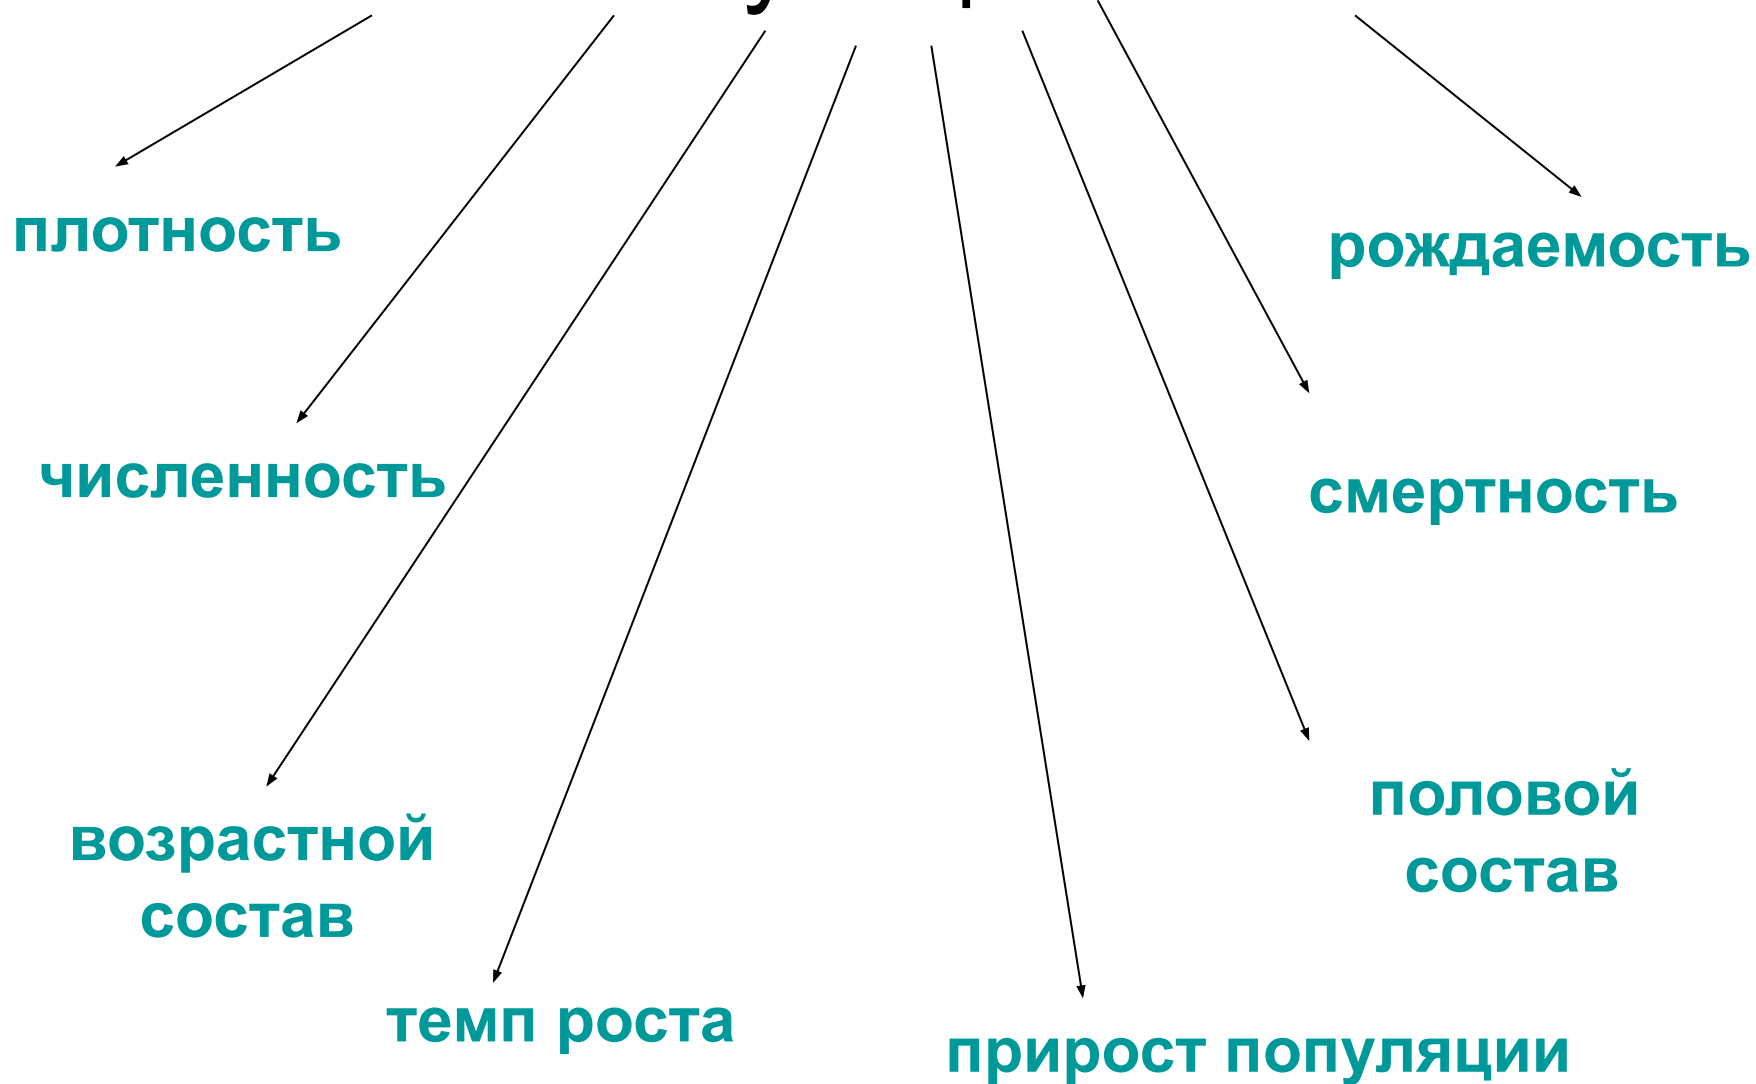 плотность
рождаемость
численность
смертность
возрастной
состав
половой
состав
темп роста
прирост популяции